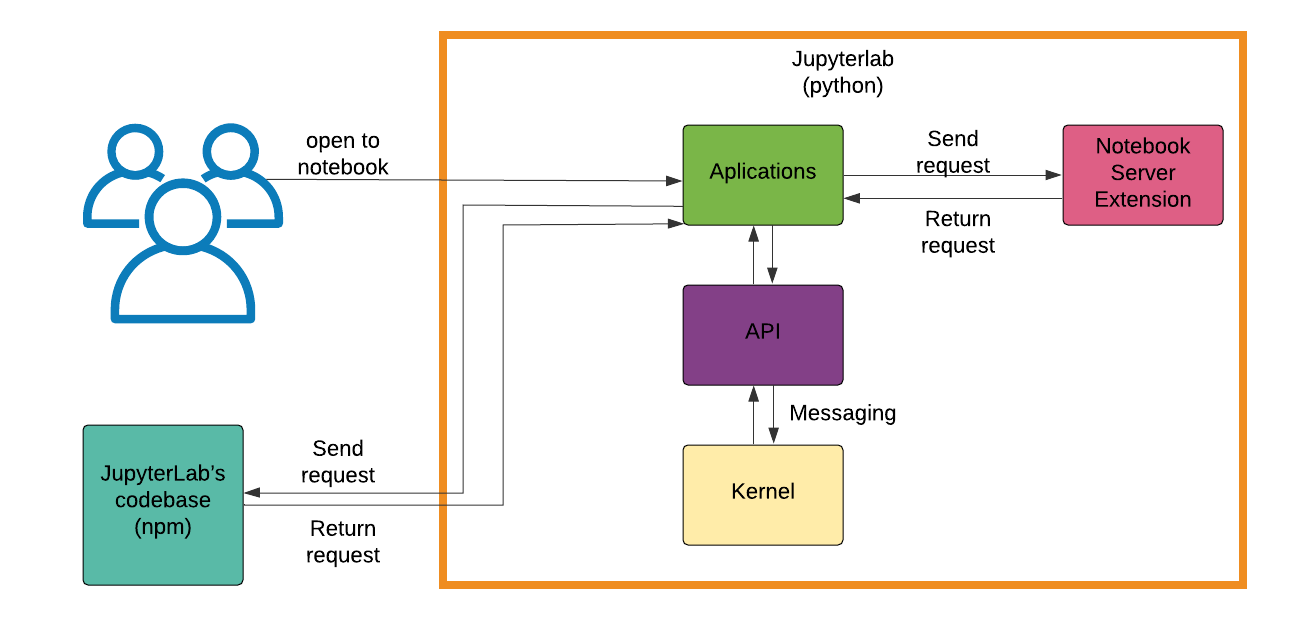 Jupyterlab
(python)
open to
notebook
Aplications
Send
request
Notebook
Server
Extension
Return
request
API
Messaging
Kernel
JupyterLab's
codebase
(npm)
Send
request
Return
request